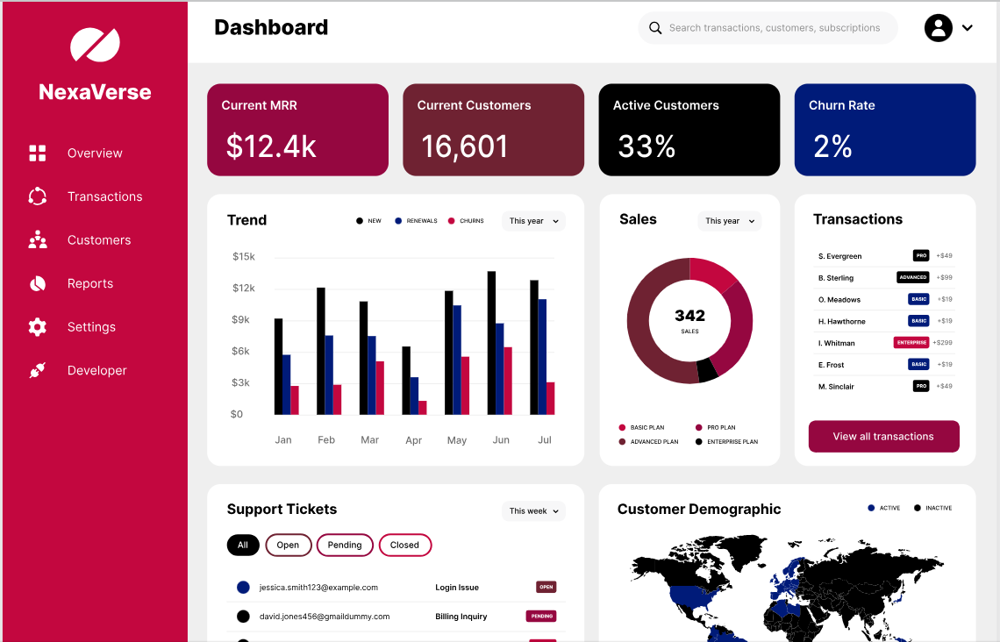 NexaVerse
Overview
Transactions
Customers
Reports
Settings
Developer
Dashboard
Search transactions, customers, subscriptions
Current MRR
$12.4k
Current Customers
16,601
Active Customers
33%
Churn Rate
2%
Trend
NEW RENEWALS CHURNS
This year
$15k
$12k
$9k
$6k
$3k
$0
Jan Feb Mar Apr May Jun Jul
Sales
This year
342
SALES
BASIC PLAN PRO PLAN
ADVANCED PLAN ENTERPRISE PLAN
Transactions
S. Evergreen PRO +$49
B. Sterling ADVANCED +$99
O. Meadows BASIC +$19
H. Hawthorne BASIC +$19
I. Whitman ENTERPRISE +$299
E. Frost BASIC +$19
M. Sinclair PRO +$49
View all transactions
Support Tickets
This week
All Open Pending Closed
jessica.smith123@example.com Login Issue OPEN
david.jones456@gmaildummy.com Billing Inquiry PENDING
Customer Demographic
ACTIVE INACTIVE